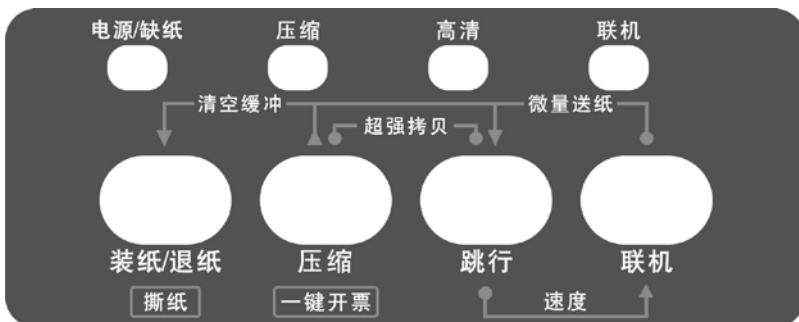 电源/缺纸 压缩 高清 联机
清空缓冲 微量送纸
超强拷贝
装纸/退纸 压缩 跳行 联机
撕纸 一键开票 速度